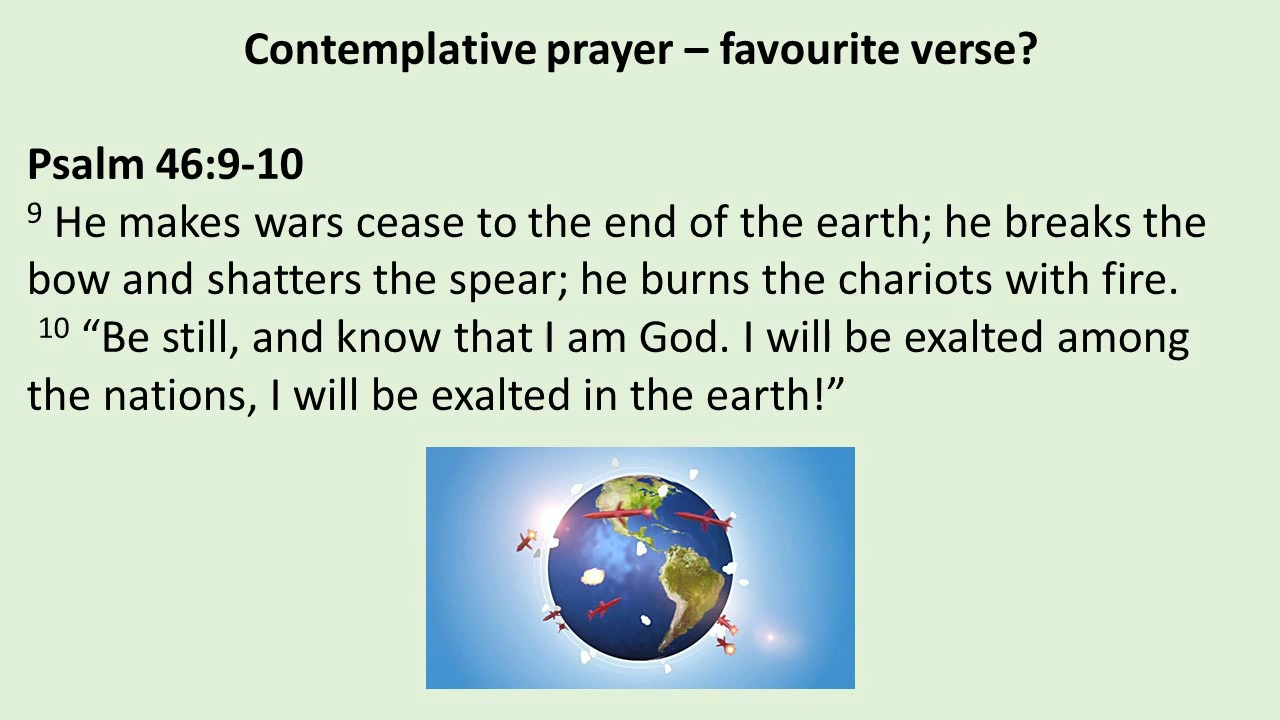 Contemplative prayer – favourite verse?
Psalm 46:9-10
⁹ He makes wars cease to the end of the earth; he breaks the
bow and shatters the spear; he burns the chariots with fire.
¹⁰ “Be still, and know that I am God. I will be exalted among
the nations, I will be exalted in the earth!”